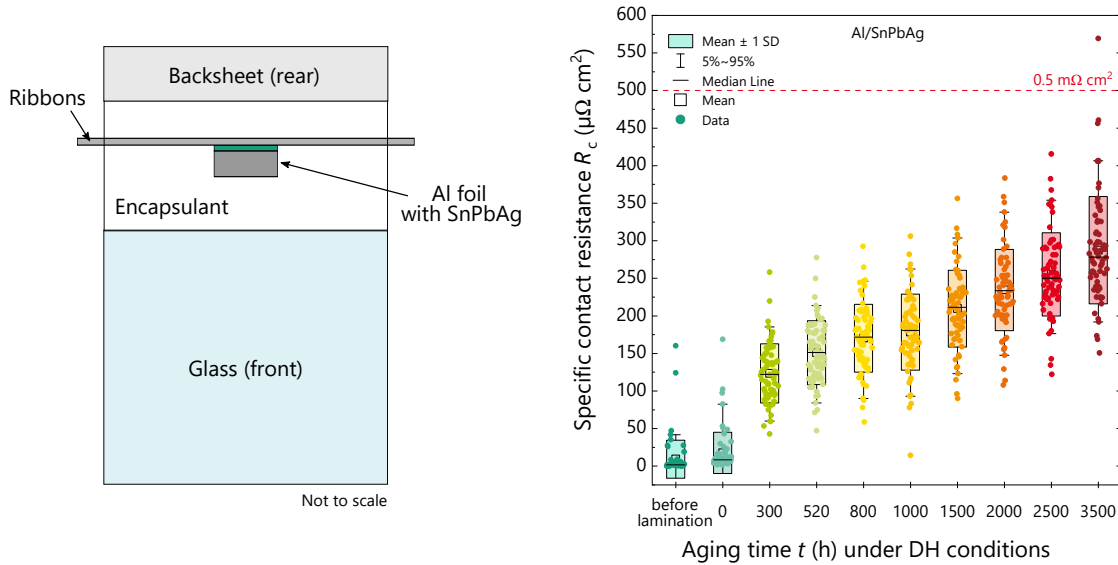 Backsheet (rear)
Ribbons
Al foil
with SnPbAg
Encapsulant
Glass (front)
Not to scale
Al/SnPbAg
Mean ± 1 SD
5%~95%
Median Line
Mean
Data
0.5 mΩ cm²
Specific contact resistance R_c (μΩ cm²)
600
550
500
450
400
350
300
250
200
150
100
50
0
before
lamination
0
300
520
800
1000
1500
2000
2500
3500
Aging time t (h) under DH conditions